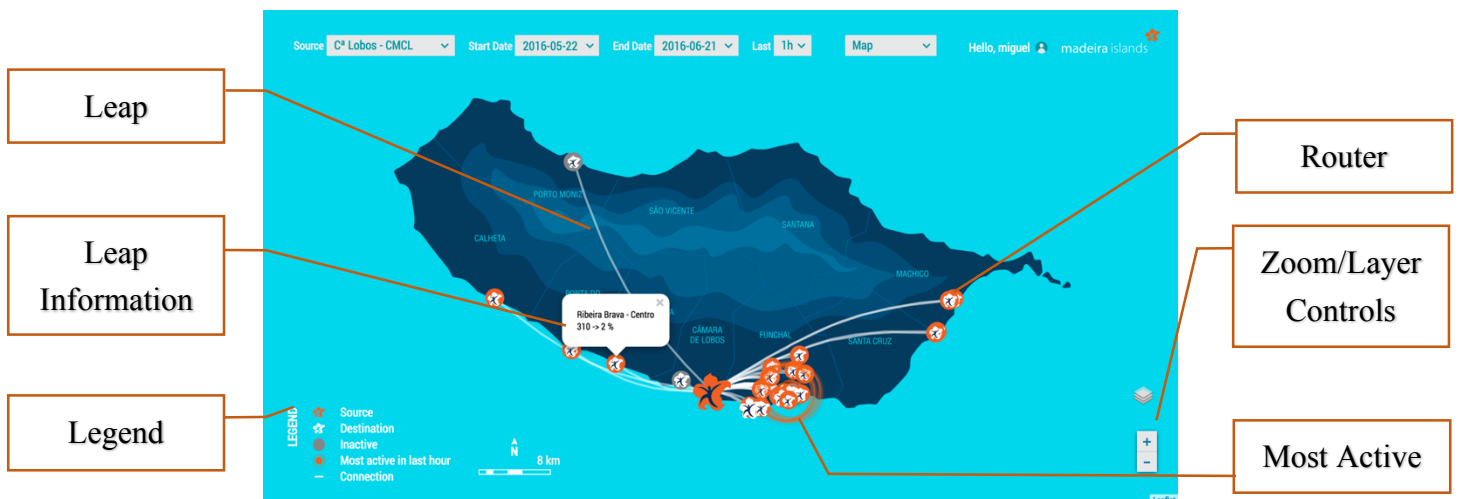 Source Cª Lobos - CMCL Start Date 2016-05-22 End Date 2016-06-21 Last 1h Map Hello, miguel madeira islands
Leap
Router
PORTO MONIZ
SÃO VICENTE
SANTANA
CALHETA
MACHICO
Leap
Information
Zoom/Layer
Controls
PONTA DO
Ribeira Brava - Centro
310 -> 2 %
CÂMARA
DE LOBOS
FUNCHAL
SANTA CRUZ
Legend
LEGEND
Source
Destination
Inactive
Most active in last hour
Connection
N
8 km
+
-
Most Active